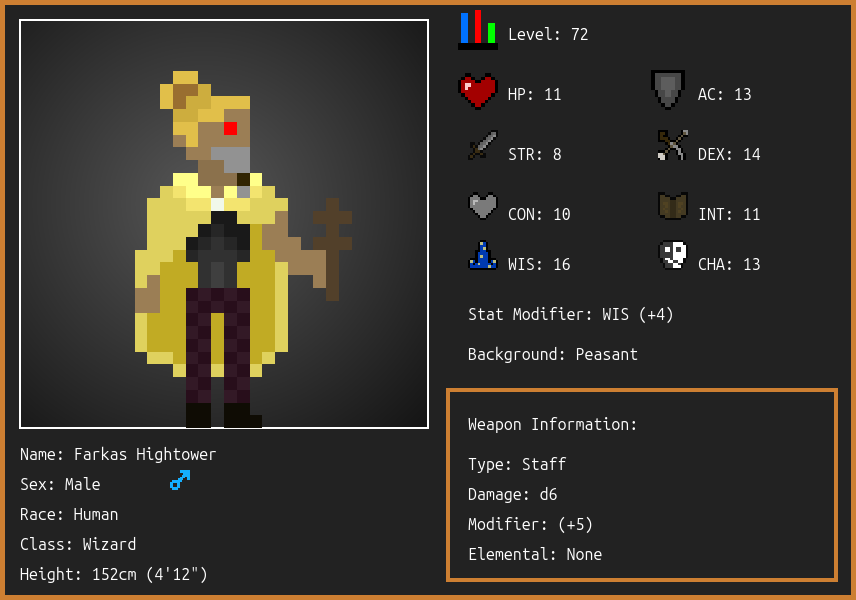 Level: 72
HP: 11
AC: 13
STR: 8
DEX: 14
CON: 10
INT: 11
WIS: 16
CHA: 13
Stat Modifier: WIS (+4)
Background: Peasant
Weapon Information:
Type: Staff
Damage: d6
Modifier: (+5)
Elemental: None
Name: Farkas Hightower
Sex: Male
Race: Human
Class: Wizard
Height: 152cm (4'12")